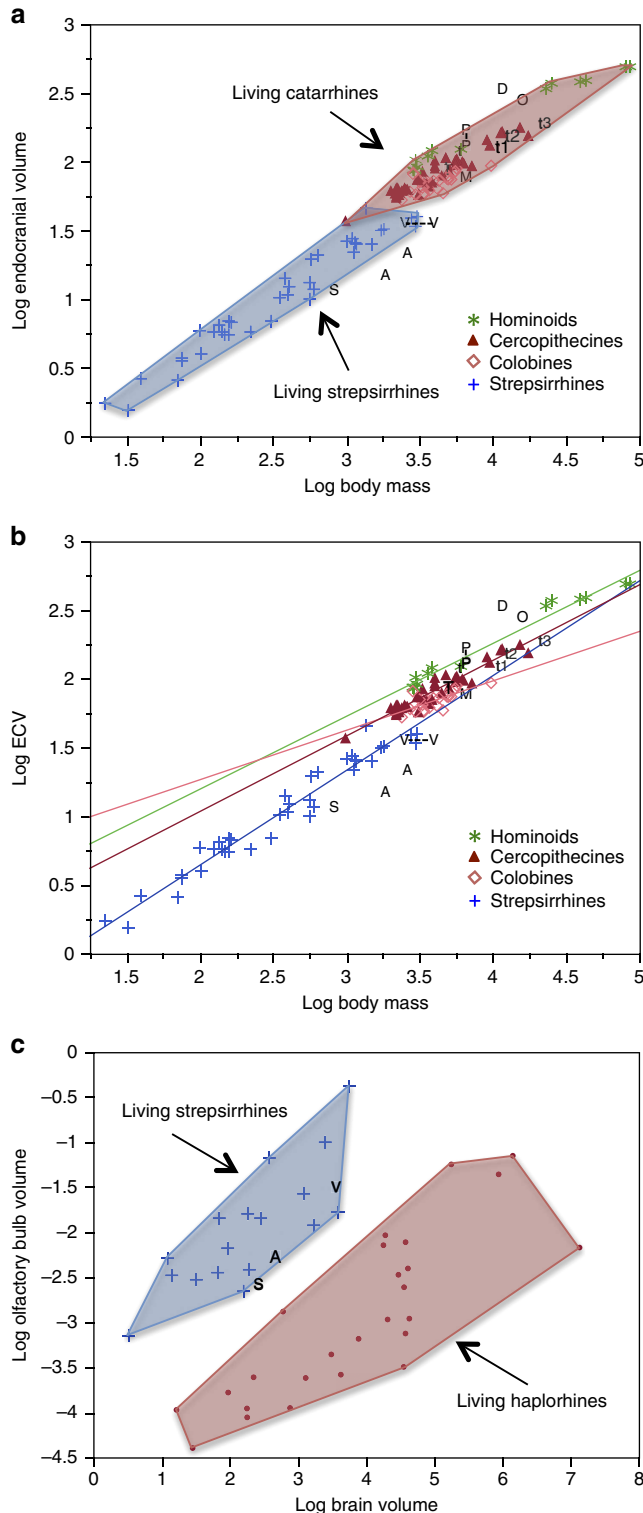 a
3
2.5
2
1.5
1
0.5
0
Log endocranial volume
Living catarrhines
D
O
P
P
t3
t2
t1
M
V
V
A
A
S
Living strepsirrhines
Hominoids
Cercopithecines
Colobines
Strepsirrhines
1.5 2 2.5 3 3.5 4 4.5 5
Log body mass
b
3
2.5
2
1.5
1
0.5
0
Log ECV
D
O
P
P
t3
t2
t1
T
M
V
V
A
A
S
Hominoids
Cercopithecines
Colobines
Strepsirrhines
1.5 2 2.5 3 3.5 4 4.5 5
Log body mass
c
0
–0.5
–1
–1.5
–2
–2.5
–3
–3.5
–4
–4.5
Log olfactory bulb volume
Living strepsirrhines
V
A
S
Living haplorhines
0 1 2 3 4 5 6 7 8
Log brain volume